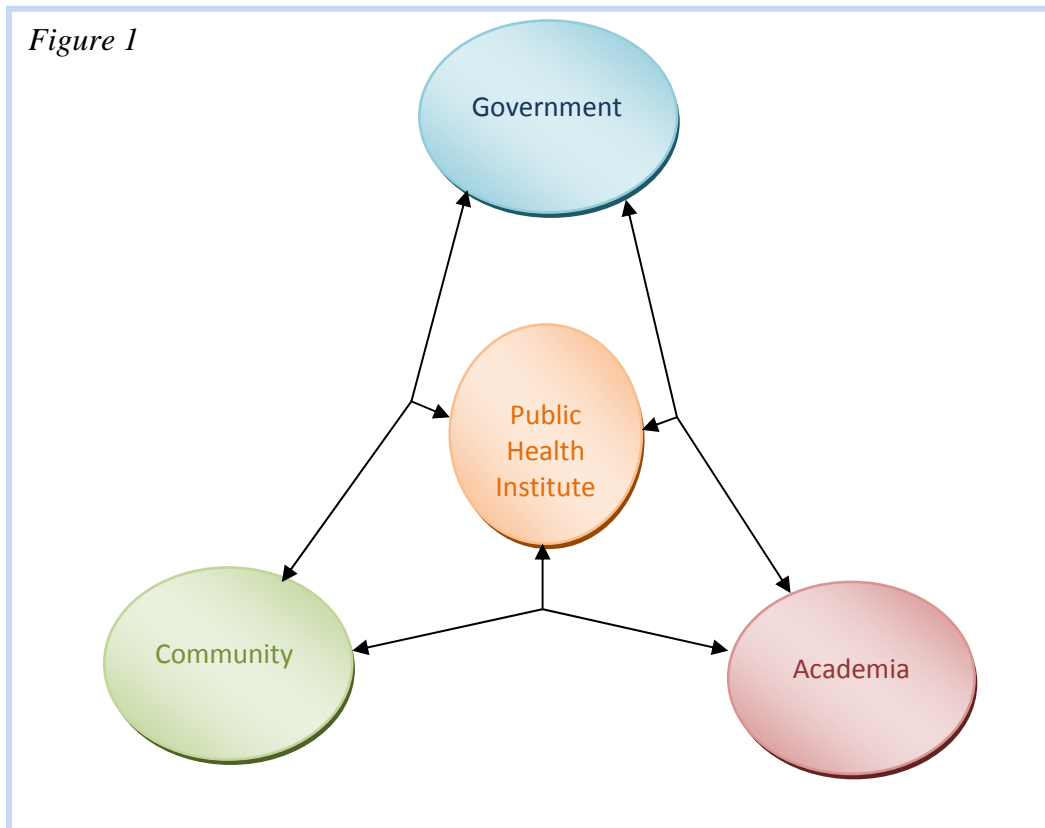 Figure 1
Government
Public
Health
Institute
Community
Academia